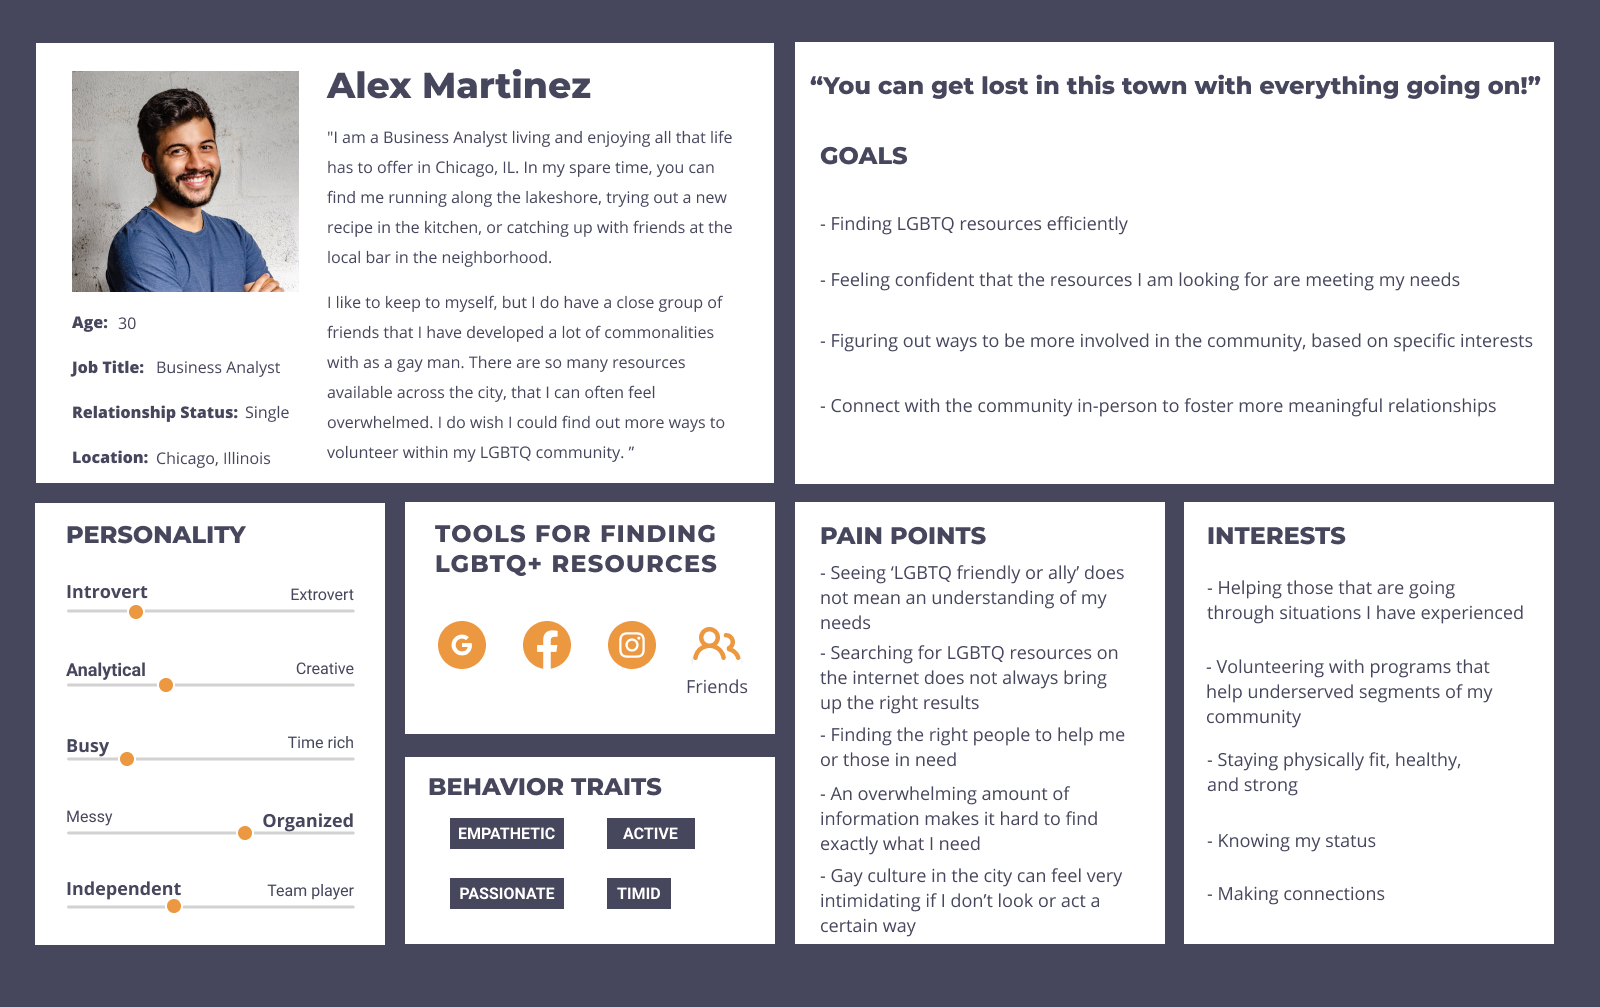 Alex Martinez
"I am a Business Analyst living and enjoying all that life
has to offer in Chicago, IL. In my spare time, you can
find me running along the lakeshore, trying out a new
recipe in the kitchen, or catching up with friends at the
local bar in the neighborhood.
I like to keep to myself, but I do have a close group of
friends that I have developed a lot of commonalities
with as a gay man. There are so many resources
available across the city, that I can often feel
overwhelmed. I do wish I could find out more ways to
volunteer within my LGBTQ community. ”
Age: 30
Job Title: Business Analyst
Relationship Status: Single
Location: Chicago, Illinois
“You can get lost in this town with everything going on!”
GOALS
- Finding LGBTQ resources efficiently
- Feeling confident that the resources I am looking for are meeting my needs
- Figuring out ways to be more involved in the community, based on specific interests
- Connect with the community in-person to foster more meaningful relationships
PERSONALITY
Introvert Extrovert
Analytical Creative
Busy Time rich
Messy Organized
Independent Team player
TOOLS FOR FINDING
LGBTQ+ RESOURCES
G f
Friends
BEHAVIOR TRAITS
EMPATHETIC ACTIVE
PASSIONATE TIMID
PAIN POINTS
- Seeing ‘LGBTQ friendly or ally’ does
not mean an understanding of my
needs
- Searching for LGBTQ resources on
the internet does not always bring
up the right results
- Finding the right people to help me
or those in need
- An overwhelming amount of
information makes it hard to find
exactly what I need
- Gay culture in the city can feel very
intimidating if I don’t look or act a
certain way
INTERESTS
- Helping those that are going
through situations I have experienced
- Volunteering with programs that
help underserved segments of my
community
- Staying physically fit, healthy,
and strong
- Knowing my status
- Making connections